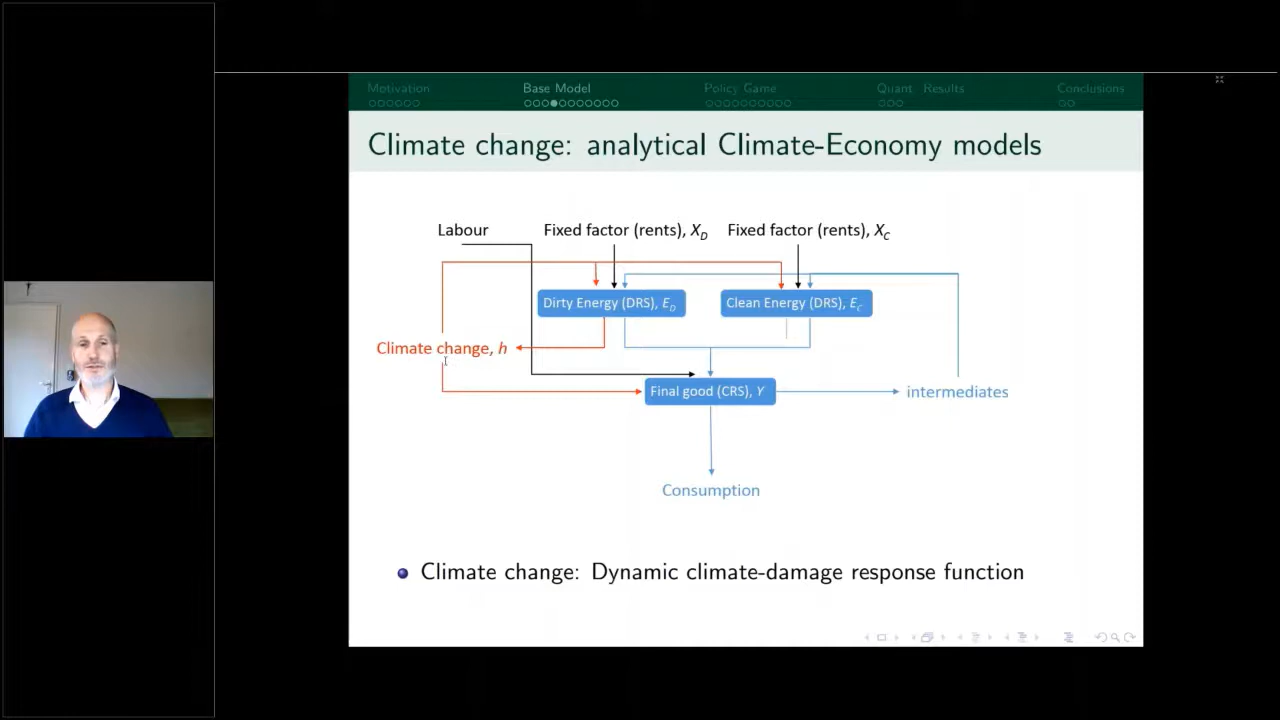 Motivation Base Model Policy Game Quant. Results Conclusions
Climate change: analytical Climate-Economy models
Labour Fixed factor (rents), X_D Fixed factor (rents), X_C
Dirty Energy (DRS), E_D Clean Energy (DRS), E_C
Climate change, h
Final good (CRS), Y intermediates
Consumption
Climate change: Dynamic climate-damage response function